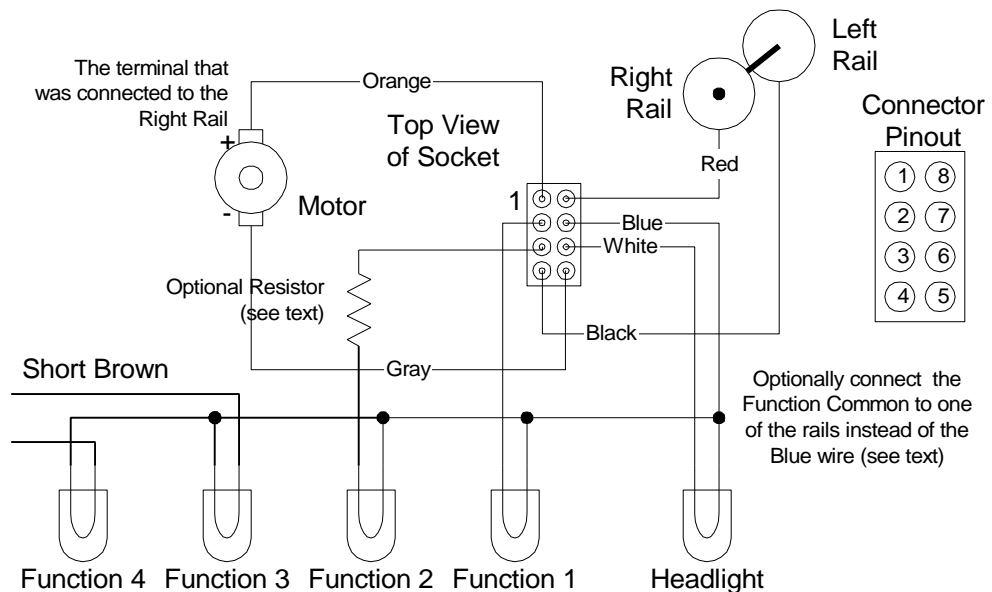 Left
Rail
The terminal that
was connected to the
Right Rail
Orange
Right
Rail
Connector
Pinout
Top View
of Socket
+
Red
1 8
1
-
Motor
Blue
2 7
White
3 6
Optional Resistor
(see text)
4 5
Black
Short Brown
Gray
Optionally connect the
Function Common to one
of the rails instead of the
Blue wire (see text)
Function 4 Function 3 Function 2 Function 1 Headlight